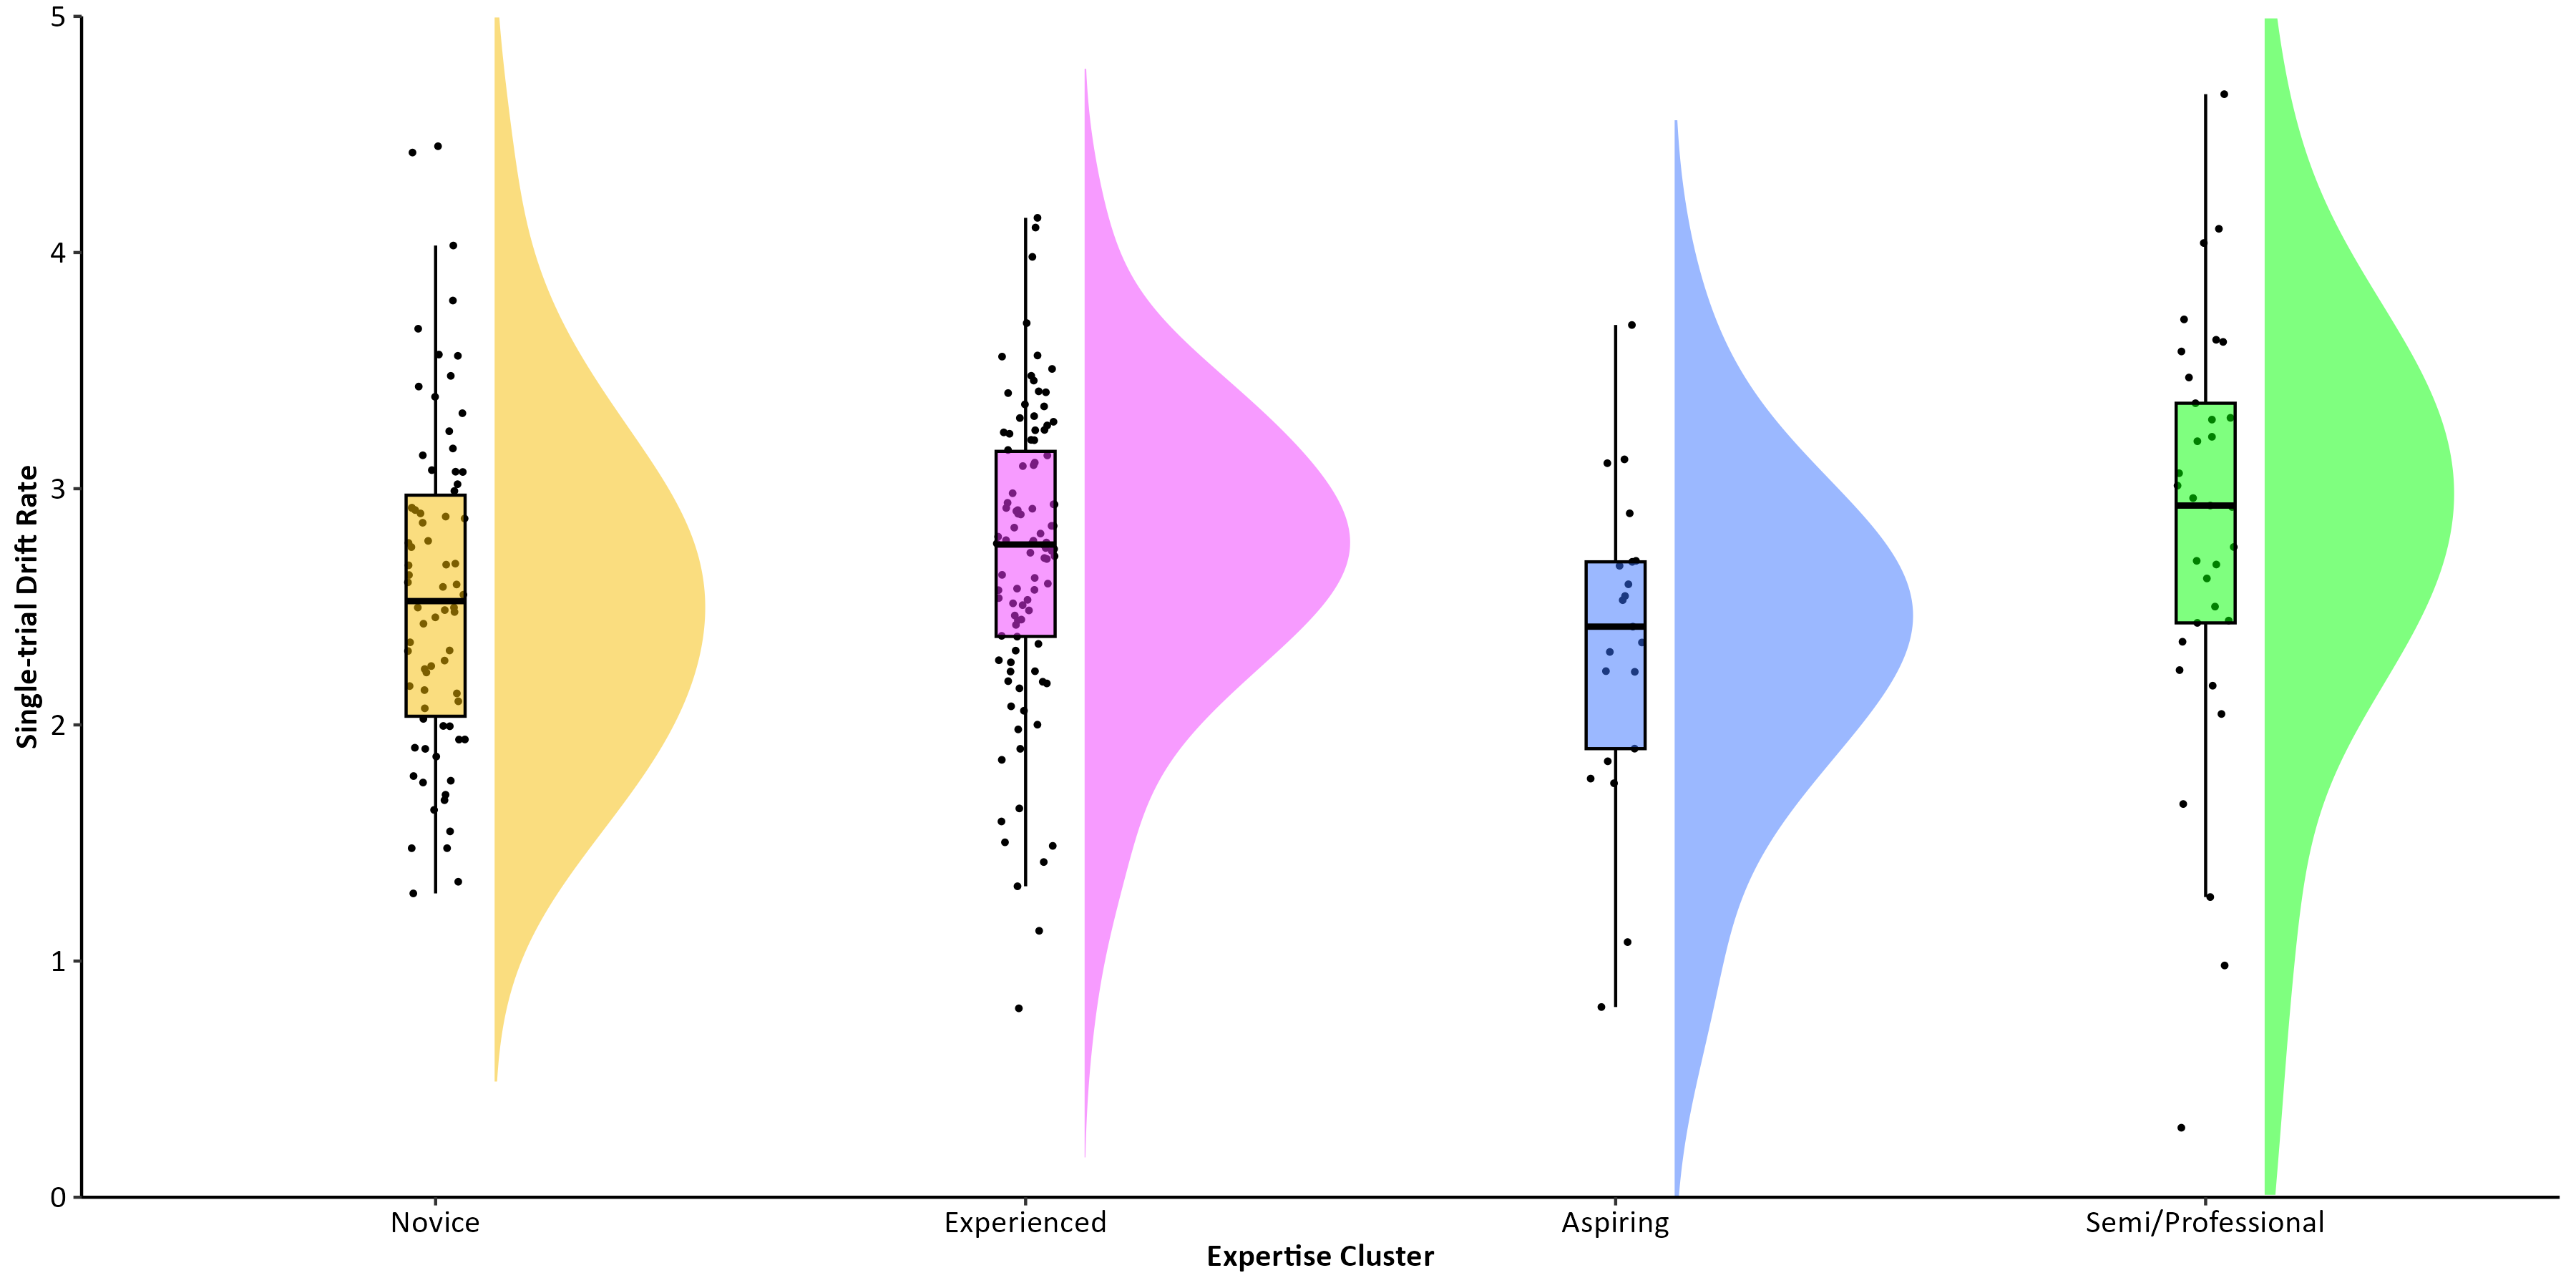 Single-trial Drift Rate
5
4
3
2
1
0
Novice Experienced Aspiring Semi/Professional
Expertise Cluster